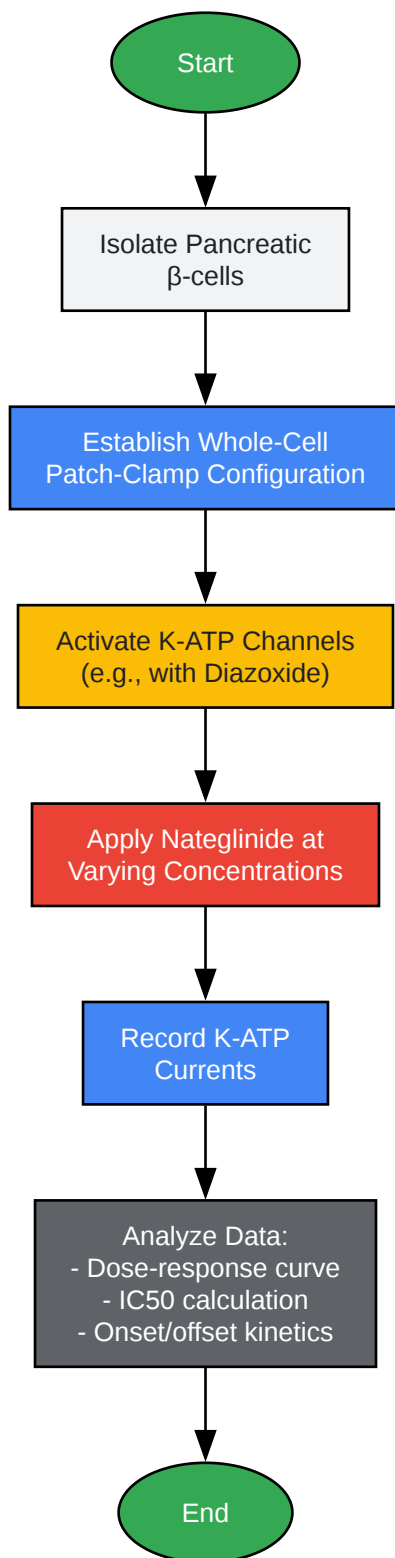 Start
Isolate Pancreatic
β-cells
Establish Whole-Cell
Patch-Clamp Configuration
Activate K-ATP Channels
(e.g., with Diazoxide)
Apply Nateglinide at
Varying Concentrations
Record K-ATP
Currents
Analyze Data:
- Dose-response curve
- IC50 calculation
- Onset/offset kinetics
End